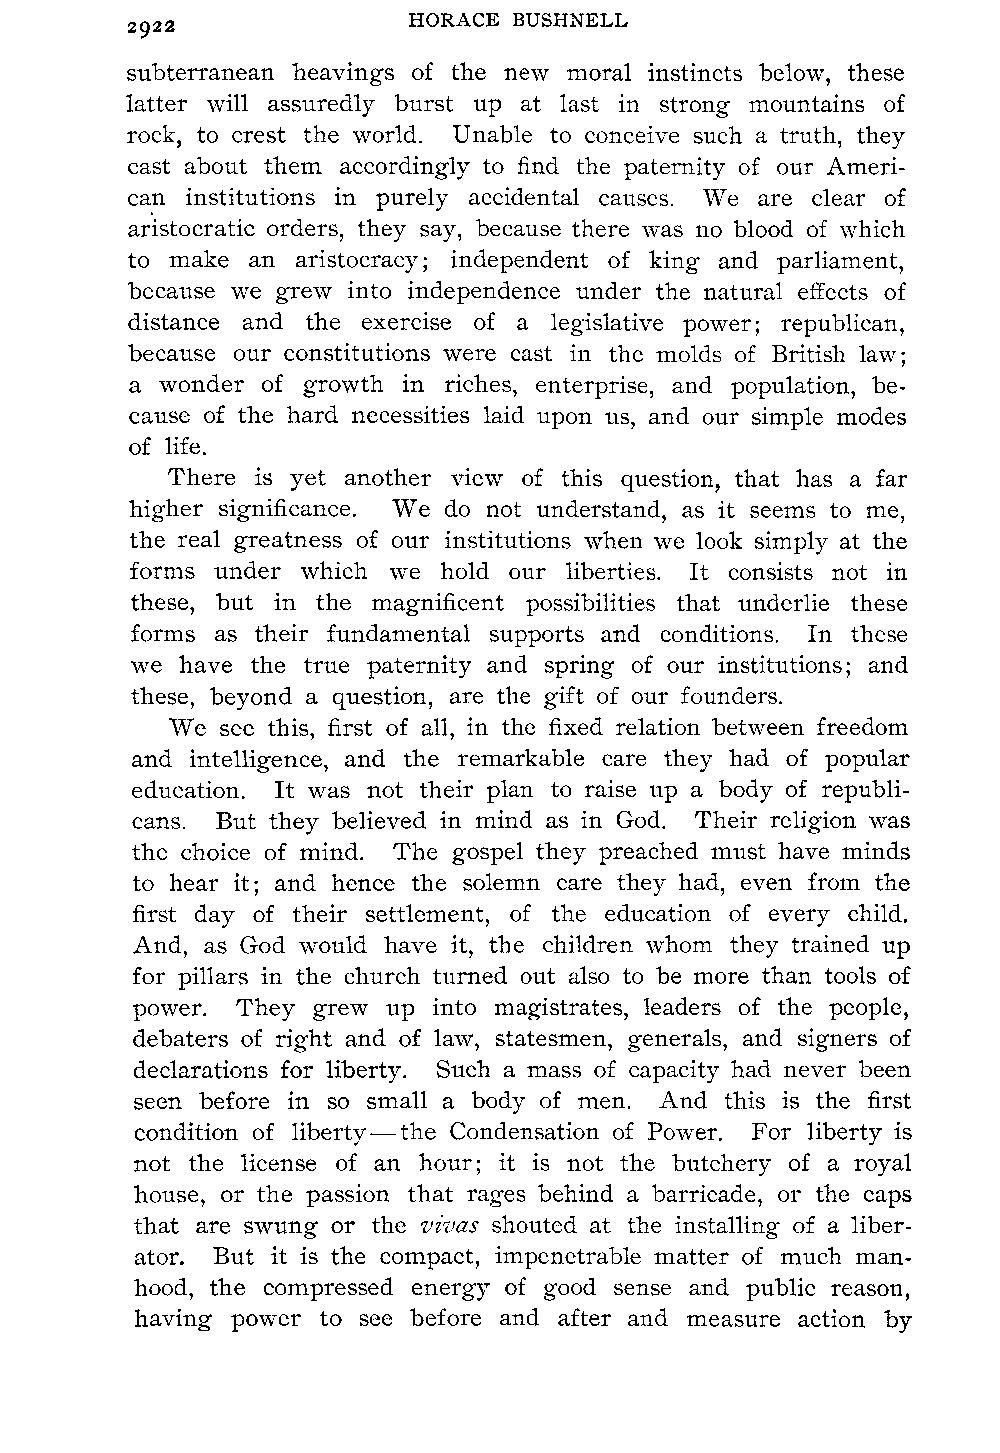 2922
HORACE BUSHNELL
subterranean heavings of the new moral instincts below, these
latter will assuredly burst up at last in strong mountains of
rock, to crest the world. Unable to conceive such a truth, they
cast about them accordingly to find the paternity of our Ameri-
can institutions in purely accidental causes. We are clear of
aristocratic orders, they say, because there was no blood of which
to make an aristocracy; independent of king and parliament,
because we grew into independence under the natural effects of
distance and the exercise of a legislative power; republican,
because our constitutions were cast in the molds of British law;
a wonder of growth in riches, enterprise, and population, be-
cause of the hard necessities laid upon us, and our simple modes
of life.
There is yet another view of this question, that has a far
higher significance. We do not understand, as it seems to me,
the real greatness of our institutions when we look simply at the
forms under which we hold our liberties. It consists not in
these, but in the magnificent possibilities that underlie these
forms as their fundamental supports and conditions. In these
we have the true paternity and spring of our institutions; and
these, beyond a question, are the gift of our founders.
We see this, first of all, in the fixed relation between freedom
and intelligence, and the remarkable care they had of popular
education. It was not their plan to raise up a body of republi-
cans. But they believed in mind as in God. Their religion was
the choice of mind. The gospel they preached must have minds
to hear it; and hence the solemn care they had, even from the
first day of their settlement, of the education of every child.
And, as God would have it, the children whom they trained up
for pillars in the church turned out also to be more than tools of
power. They grew up into magistrates, leaders of the people,
debaters of right and of law, statesmen, generals, and signers of
declarations for liberty. Such a mass of capacity had never been
seen before in so small a body of men. And this is the first
condition of liberty—the Condensation of Power. For liberty is
not the license of an hour; it is not the butchery of a royal
house, or the passion that rages behind a barricade, or the caps
that are swung or the vivas shouted at the installing of a liber-
ator. But it is the compact, impenetrable matter of much man-
hood, the compressed energy of good sense and public reason,
having power to see before and after and measure action by